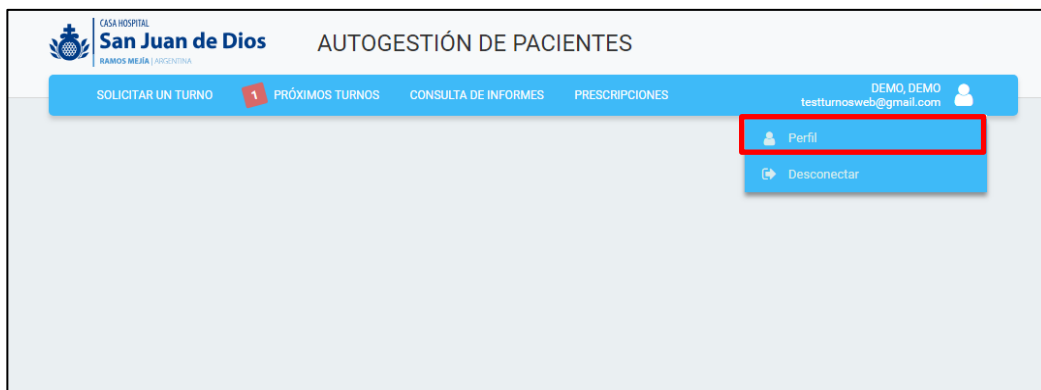 CASA HOSPITAL
San Juan de Dios
RAMOS MEJÍA | ARGENTINA
AUTOGESTIÓN DE PACIENTES
SOLICITAR UN TURNO 1 PRÓXIMOS TURNOS CONSULTA DE INFORMES PRESCRIPCIONES
DEMO, DEMO
testturnosweb@gmail.com
Perfil
Desconectar